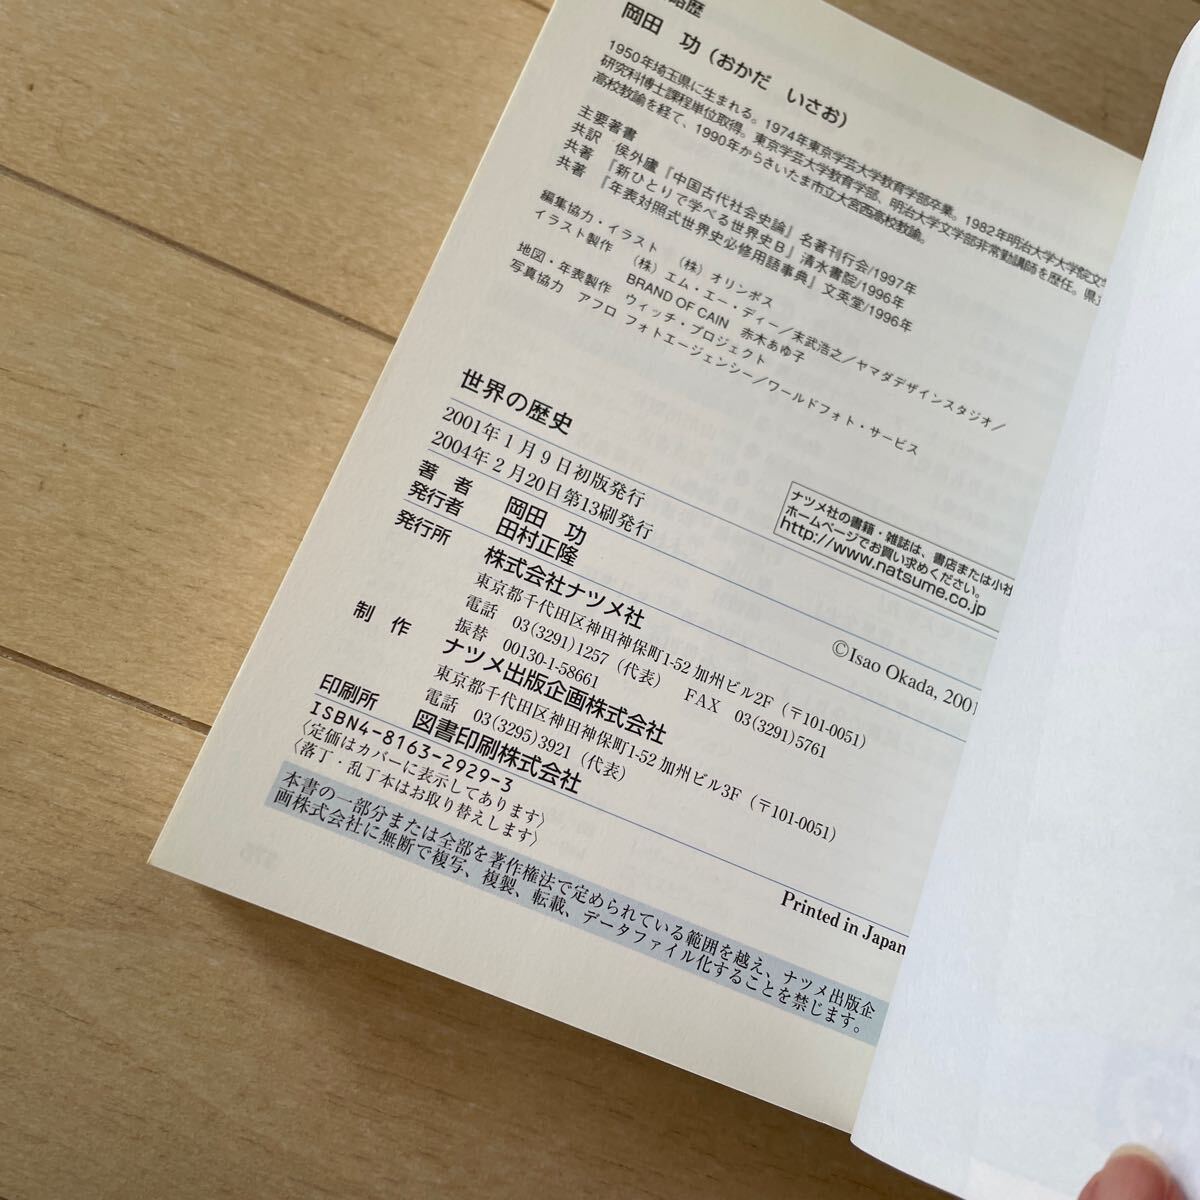 略歴
岡田 功(おかだ いさお)
1950年埼玉県に生まれる。1974年東京学芸大学教育学部卒業。1982年明治大学大学院文学
研究科博士課程単位取得。東京学芸大学教育学部、明治大学文学部非常勤講師を歴任。県立
高校教諭を経て、1990年からさいたま市立大宮西高校教諭。
主要著書
共訳 侯外廬『中国古代社会史論』名著刊行会/1997年
共著 『新ひとりで学べる世界史B』清水書院/1996年
共著 『年表対照式世界史必修用語事典』文英堂/1996年
編集協力・イラスト (株)オリンポス
イラスト製作 (株)エム・エー・ディー/末武浩之/ヤマダデザインスタジオ/
BRAND OF CAIN 赤木あゆ子
地図・年表製作 ウィッチ・プロジェクト
写真協力 アフロ フォトエージェンシー/ワールドフォト・サービス
世界の歴史
2001年1月9日初版発行
2004年2月20日第13刷発行
ナツメ社の書籍・雑誌は、書店または小社
ホームページでお買い求めください。
http://www.natsume.co.jp
著者 岡田 功
©Isao Okada, 2001
発行者 田村正隆
発行所 株式会社ナツメ社
東京都千代田区神田神保町1-52 加州ビル2F(〒101-0051)
電話 03(3291)1257(代表) FAX 03(3291)5761
振替 00130-1-58661
制作 ナツメ出版企画株式会社
東京都千代田区神田神保町1-52 加州ビル3F(〒101-0051)
電話 03(3295)3921(代表)
印刷所 図書印刷株式会社
ISBN4-8163-2929-3
Printed in Japan
〈定価はカバーに表示してあります〉
〈落丁・乱丁本はお取り替えします〉
本書の一部分または全部を著作権法で定められている範囲を越え、ナツメ出版企
画株式会社に無断で複写、複製、転載、データファイル化することを禁じます。